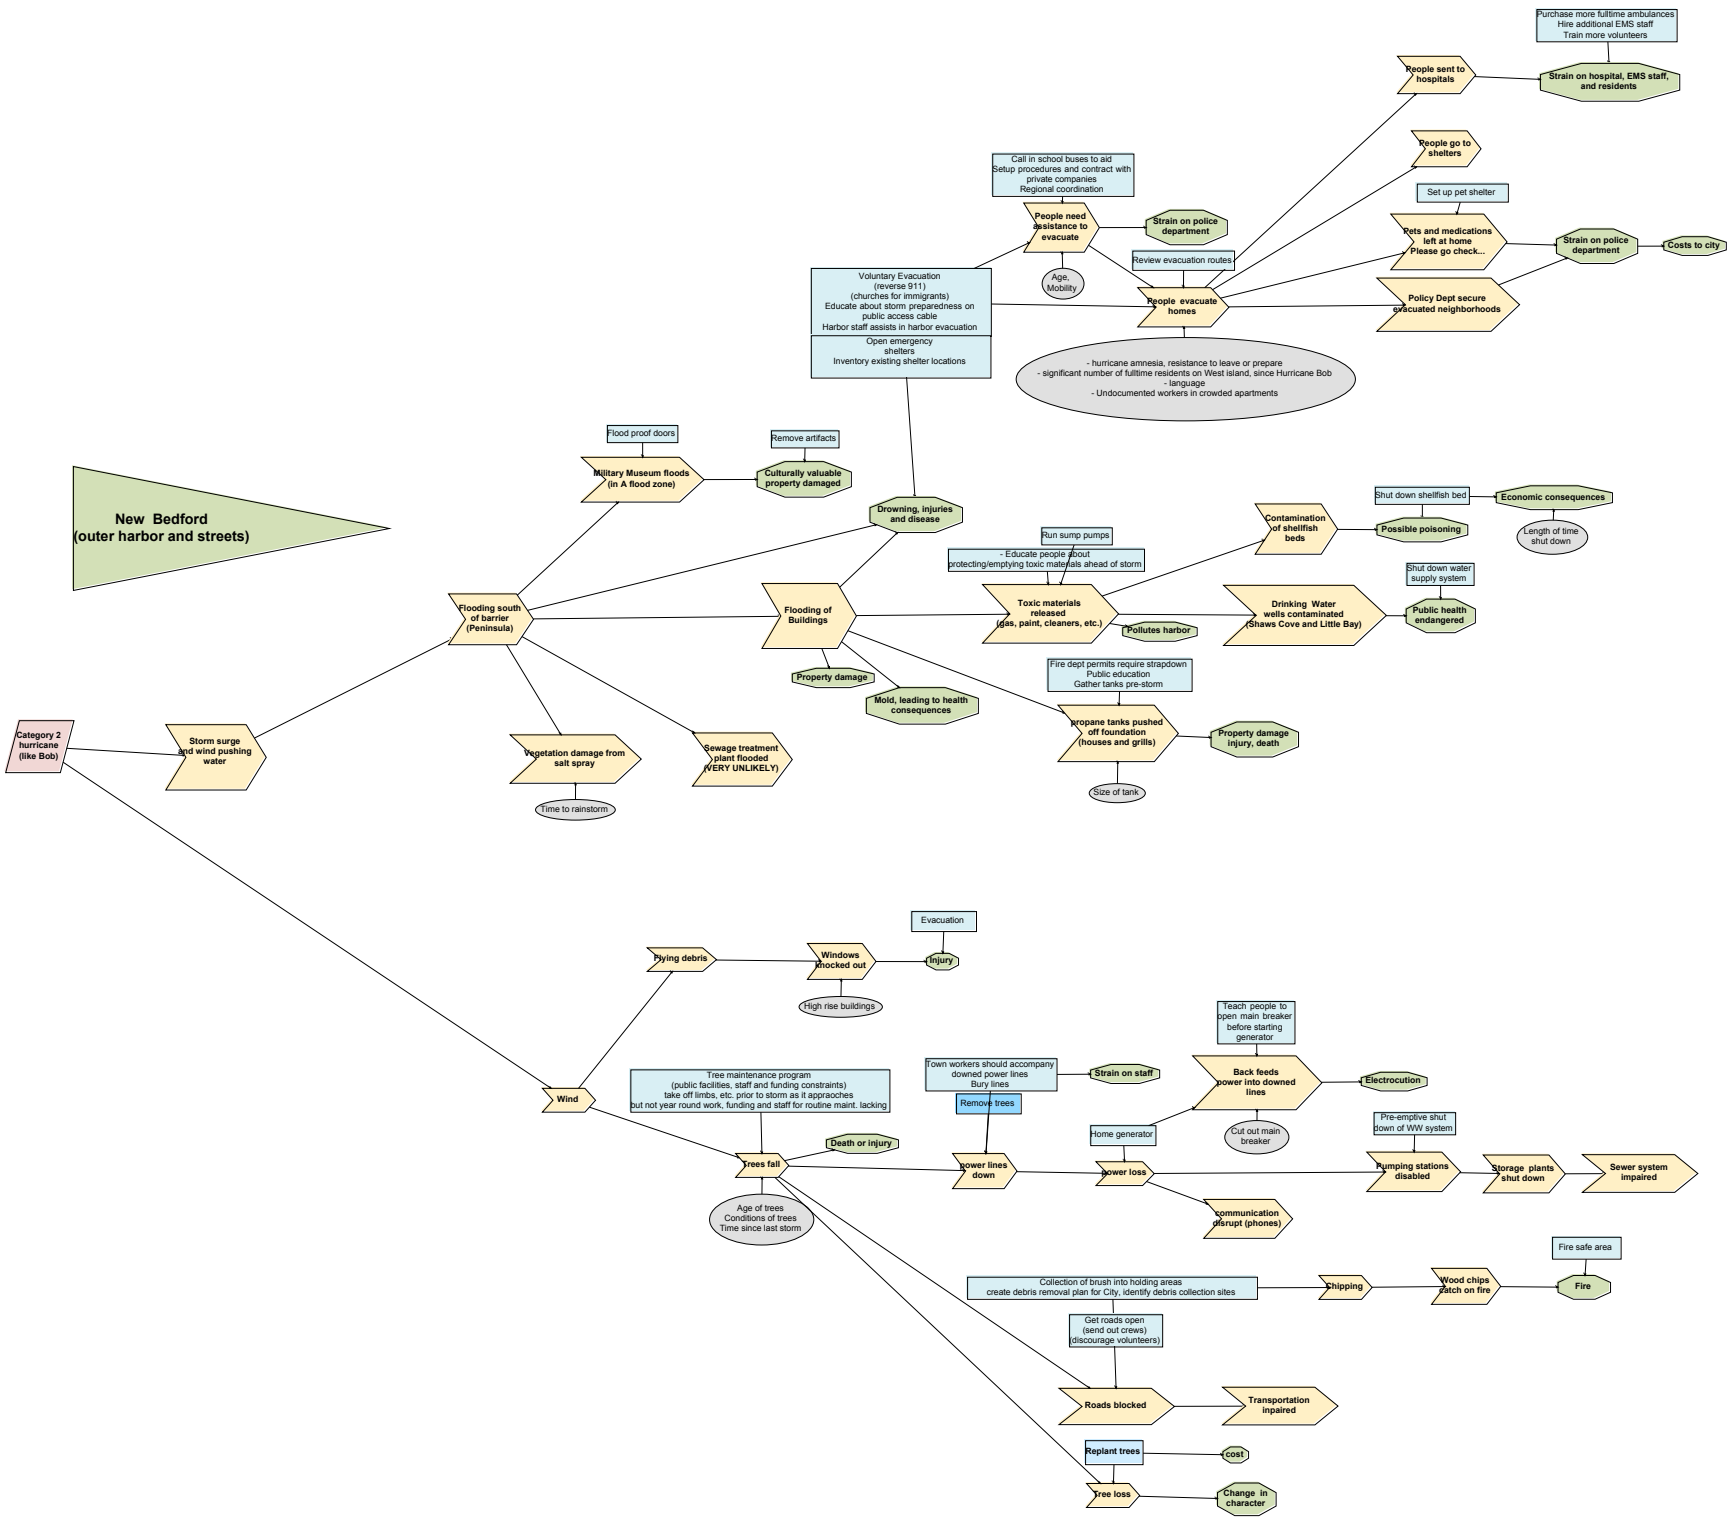 Purchase more fulltime ambulances
Hire additional EMS staff
Train more volunteers
People sent to
hospitals
Strain on hospital, EMS staff,
and residents
People go to
shelters
Call in school buses to aid
Setup procedures and contract with
private companies
Regional coordination
Set up pet shelter
People need
assistance to
evacuate
Strain on police
department
Pets and medications
left at home
Please go check...
Strain on police
department
Costs to city
Review evacuation routes
Age,
Mobility
Voluntary Evacuation
(reverse 911)
(churches for immigrants)
Educate about storm preparedness on
public access cable
Harbor staff assists in harbor evacuation
Open emergency
shelters
Inventory existing shelter locations
People evacuate
homes
Policy Dept secure
evacuated neighborhoods
- hurricane amnesia, resistance to leave or prepare
- significant number of fulltime residents on West island, since Hurricane Bob
- language
- Undocumented workers in crowded apartments
Flood proof doors
Remove artifacts
Military Museum floods
(in A flood zone)
Culturally valuable
property damaged
New Bedford
(outer harbor and streets)
Drowning, injuries
and disease
Shut down shellfish bed
Economic consequences
Contamination
of shellfish
beds
Possible poisoning
Length of time
shut down
Run sump pumps
- Educate people about
protecting/emptying toxic materials ahead of storm
Shut down water
supply system
Flooding south
of barrier
(Peninsula)
Flooding of
Buildings
Toxic materials
released
(gas, paint, cleaners, etc.)
Drinking Water
wells contaminated
(Shaws Cove and Little Bay)
Public health
endangered
Pollutes harbor
Property damage
Mold, leading to health
consequences
Fire dept permits require strapdown
Public education
Gather tanks pre-storm
Category 2
hurricane
(like Bob)
Storm surge
and wind pushing
water
Vegetation damage from
salt spray
Sewage treatment
plant flooded
(VERY UNLIKELY)
propane tanks pushed
off foundation
(houses and grills)
Property damage
injury, death
Time to rainstorm
Size of tank
Evacuation
Flying debris
Windows
knocked out
Injury
High rise buildings
Teach people to
open main breaker
before starting
generator
Wind
Tree maintenance program
(public facilities, staff and funding constraints)
take off limbs, etc. prior to storm as it appraoches
but not year round work, funding and staff for routine maint. lacking
Town workers should accompany
downed power lines
Bury lines
Strain on staff
Remove trees
Back feeds
power into downed
lines
Electrocution
Death or injury
Home generator
Cut out main
breaker
Pre-emptive shut
down of WW system
Trees fall
power lines
down
power loss
Pumping stations
disabled
Storage plants
shut down
Sewer system
impaired
Age of trees
Conditions of trees
Time since last storm
communication
disrupt (phones)
Fire safe area
Collection of brush into holding areas
create debris removal plan for City, identify debris collection sites
Chipping
Wood chips
catch on fire
Fire
Get roads open
(send out crews)
(discourage volunteers)
Roads blocked
Transportation
inpaired
Replant trees
cost
Tree loss
Change in
character